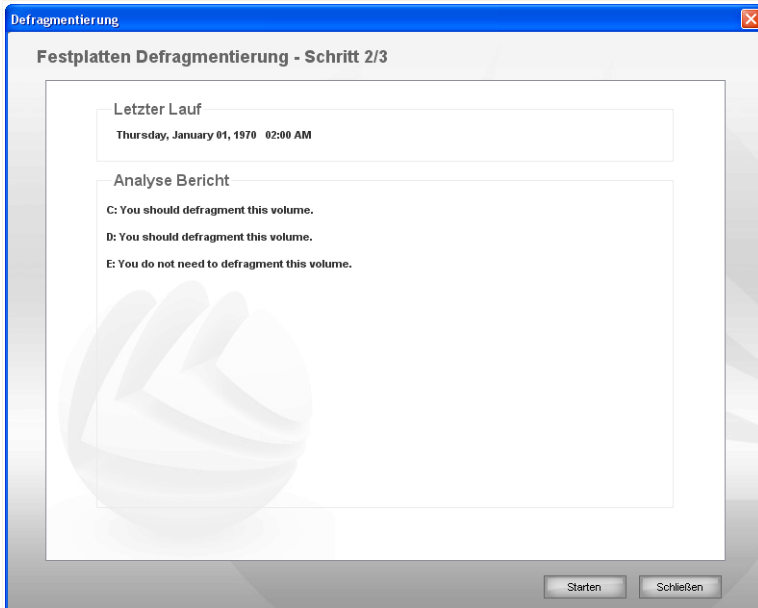 Defragmentierung
Festplatten Defragmentierung - Schritt 2/3
Letzter Lauf
Thursday, January 01, 1970 02:00 AM
Analyse Bericht
C: You should defragment this volume.
D: You should defragment this volume.
E: You do not need to defragment this volume.
Starten Schließen